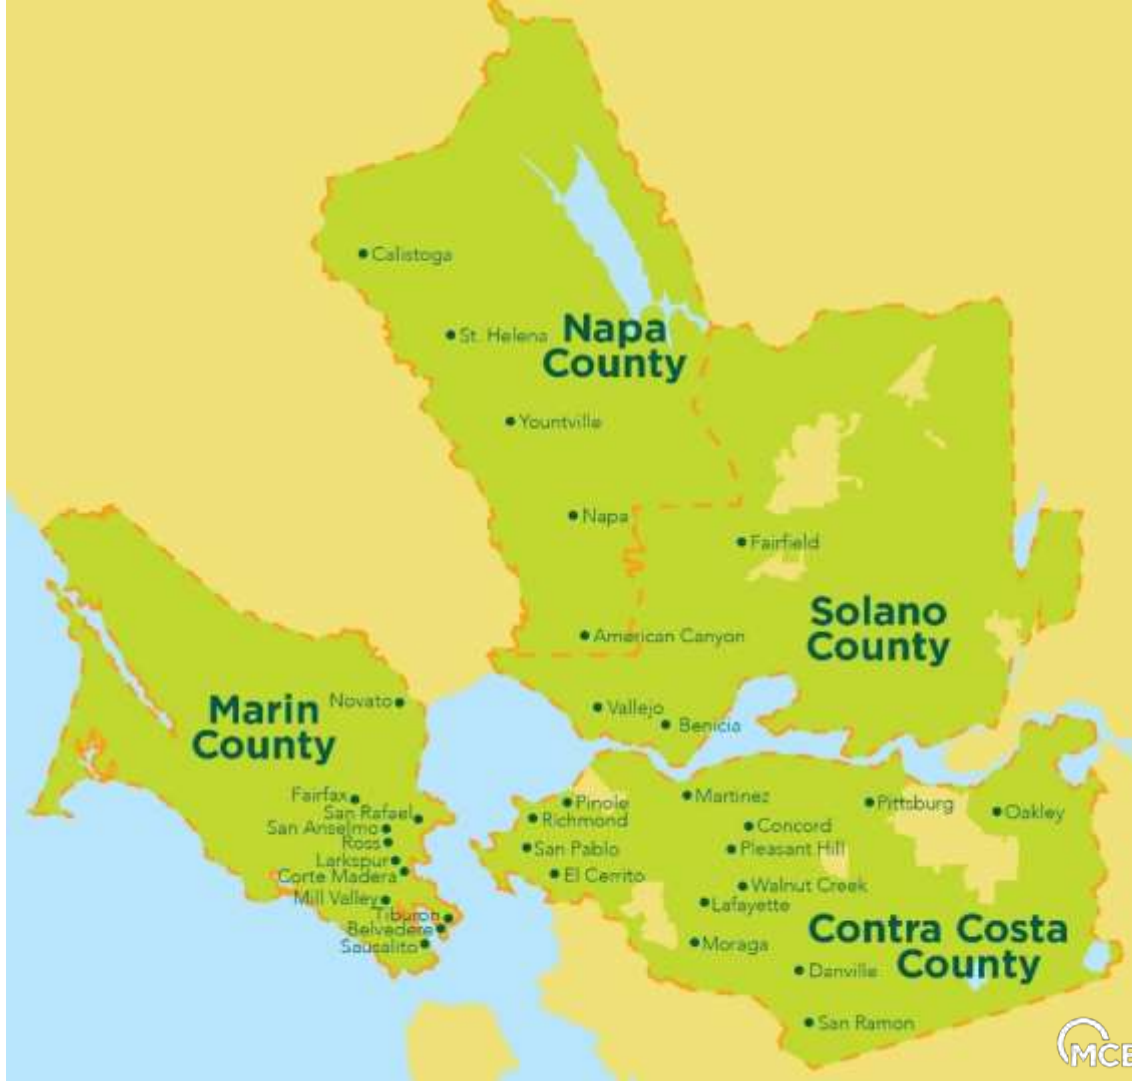 Calistoga
St. Helena
Napa
County
Yountville
Napa
Fairfield
Solano
County
American Canyon
Marin
County
Novato
Vallejo
Benicia
Fairfax
San Rafael
San Anselmo
Ross
Larkspur
Corte Madera
Mill Valley
Tiburon
Belvedere
Sausalito
Pinole
Richmond
San Pablo
El Cerrito
Martinez
Concord
Pleasant Hill
Walnut Creek
Lafayette
Moraga
Pittsburg
Oakley
Contra Costa
County
Danville
San Ramon
MCE